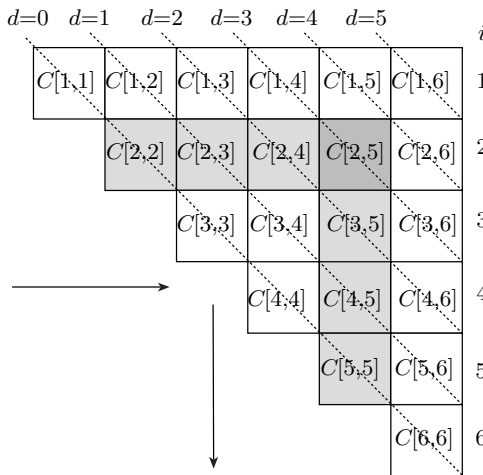 d=0 d=1 d=2 d=3 d=4 d=5 i
C[1,1] C[1,2] C[1,3] C[1,4] C[1,5] C[1,6] 1
C[2,2] C[2,3] C[2,4] C[2,5] C[2,6] 2
C[3,3] C[3,4] C[3,5] C[3,6] 3
C[4,4] C[4,5] C[4,6] 4
C[5,5] C[5,6] 5
C[6,6] 6